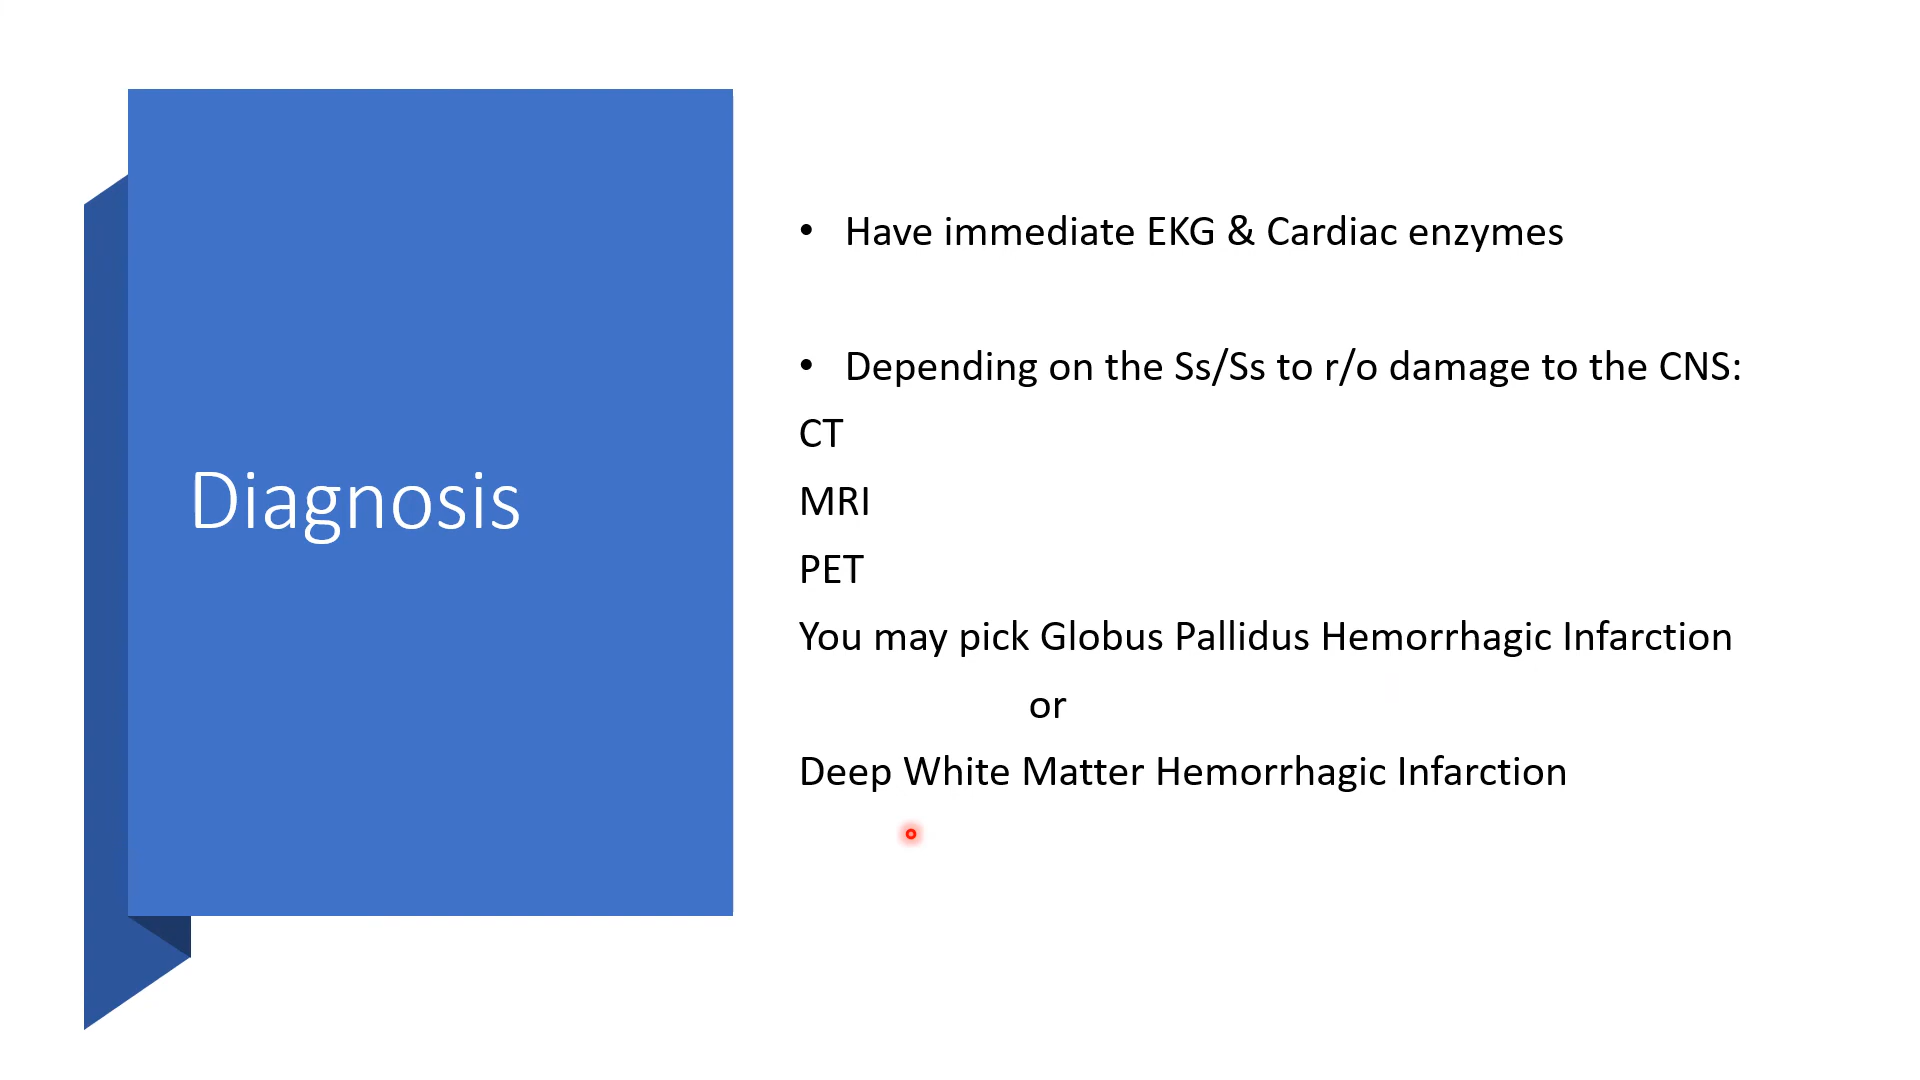 Diagnosis
• Have immediate EKG & Cardiac enzymes
• Depending on the Ss/Ss to r/o damage to the CNS:
CT
MRI
PET
You may pick Globus Pallidus Hemorrhagic Infarction
or
Deep White Matter Hemorrhagic Infarction